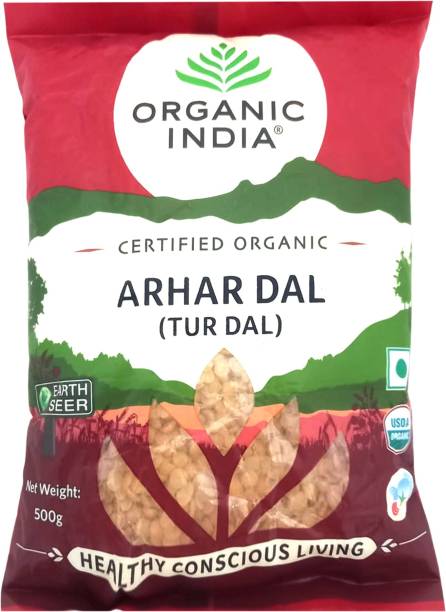 ORGANIC
INDIA®
CERTIFIED ORGANIC
ARHAR DAL
(TUR DAL)
EARTH
SEER
USDA
ORGANIC
Net Weight:
500g
HEALTHY CONSCIOUS LIVING